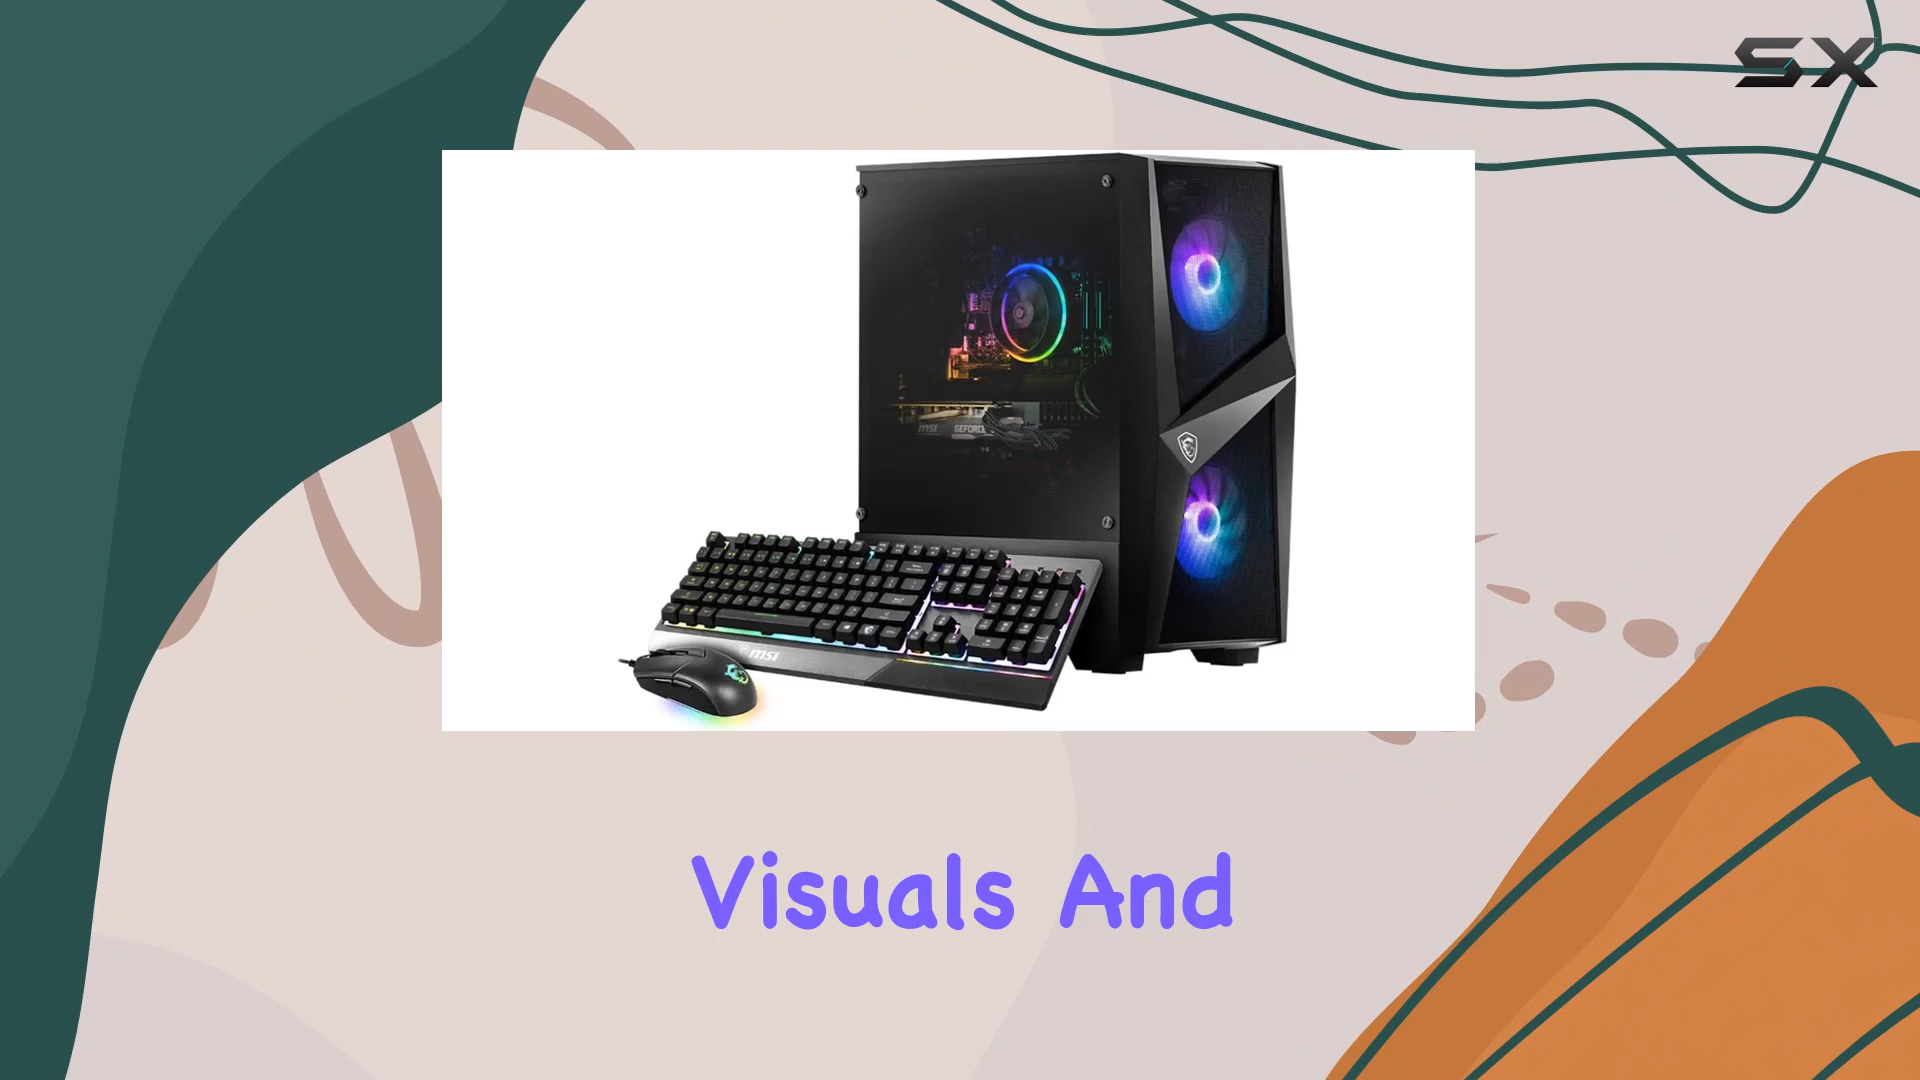 SX
msi GEFORCE
msi
Visuals And